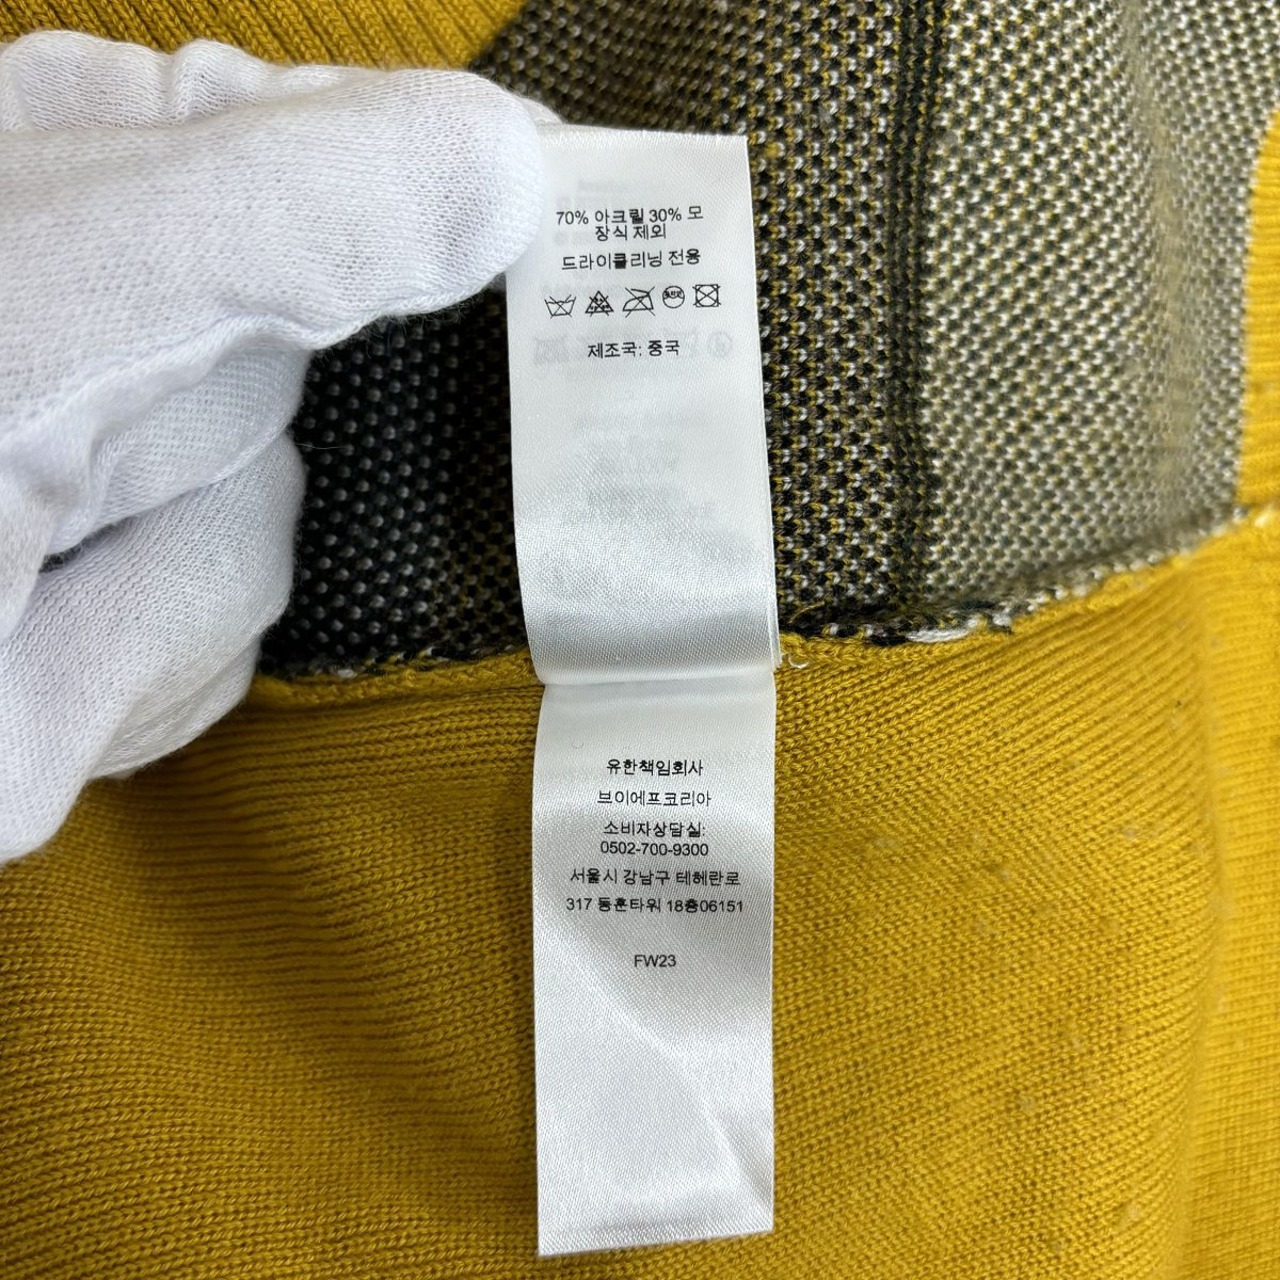 70% 아크릴 30% 모
장식 제외
드라이클리닝 전용
제조국: 중국
유한책임회사
브이에프코리아
소비자상담실:
0502-700-9300
서울시 강남구 테헤란로
317 동훈타워 18층06151
FW23